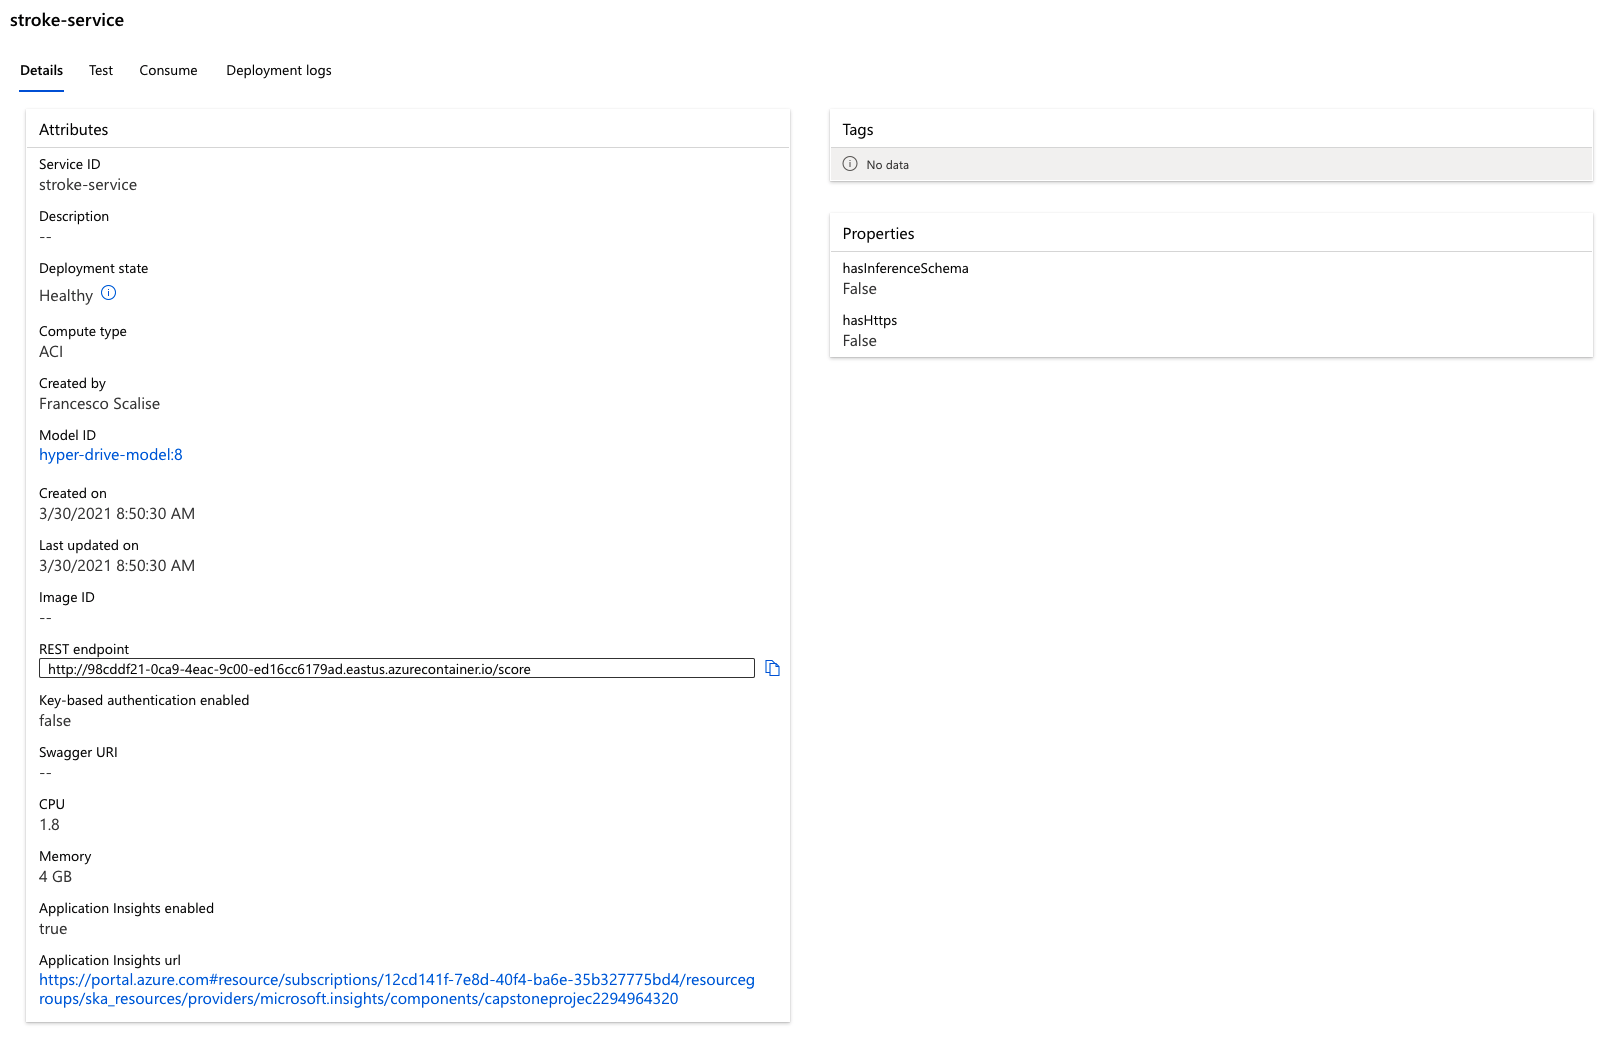 stroke-service
Details Test Consume Deployment logs
Attributes
Service ID
stroke-service
Description
--
Deployment state
Healthy
Compute type
ACI
Created by
Francesco Scalise
Model ID
hyper-drive-model:8
Created on
3/30/2021 8:50:30 AM
Last updated on
3/30/2021 8:50:30 AM
Image ID
--
REST endpoint
http://98cddf21-0ca9-4eac-9c00-ed16cc6179ad.eastus.azurecontainer.io/score
Key-based authentication enabled
false
Swagger URI
--
CPU
1.8
Memory
4 GB
Application Insights enabled
true
Application Insights url
https://portal.azure.com#resource/subscriptions/12cd141f-7e8d-40f4-ba6e-35b327775bd4/resourceg
roups/ska_resources/providers/microsoft.insights/components/capstoneprojec2294964320
Tags
No data
Properties
hasInferenceSchema
False
hasHttps
False